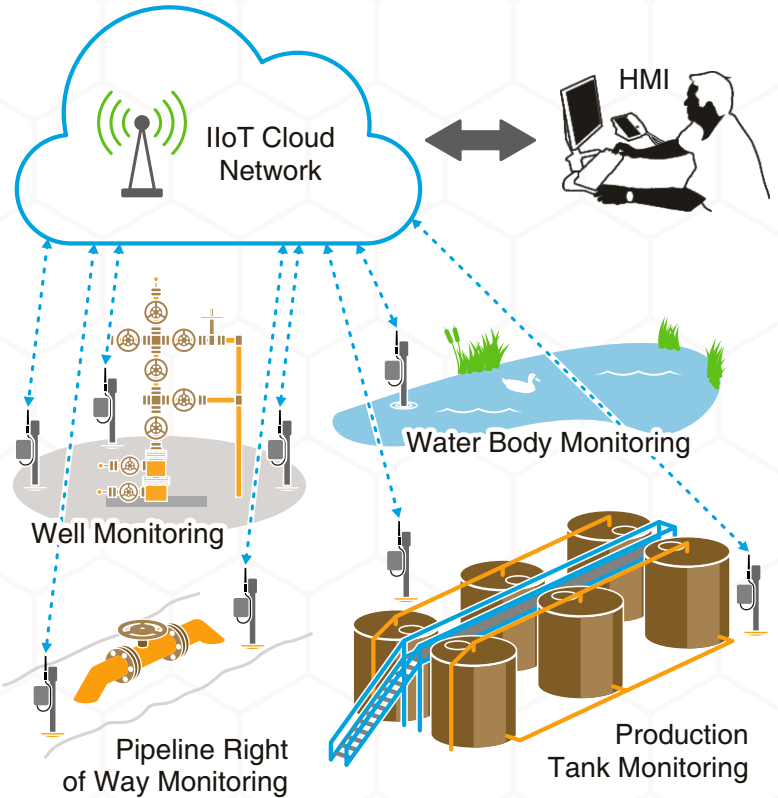 HMI
IIoT Cloud
Network
Water Body Monitoring
Well Monitoring
Pipeline Right
of Way Monitoring
Production
Tank Monitoring